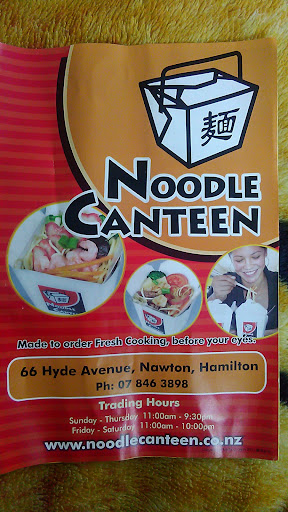 麵
NOODLE
CANTEEN
Made to order Fresh Cooking, before your eyes.
66 Hyde Avenue, Nawton, Hamilton
Ph: 07 846 3898
Trading Hours
Sunday - Thursday 11:00am - 9:30pm
Friday - Saturday 11:00am - 10:00pm
www.noodlecanteen.co.nz